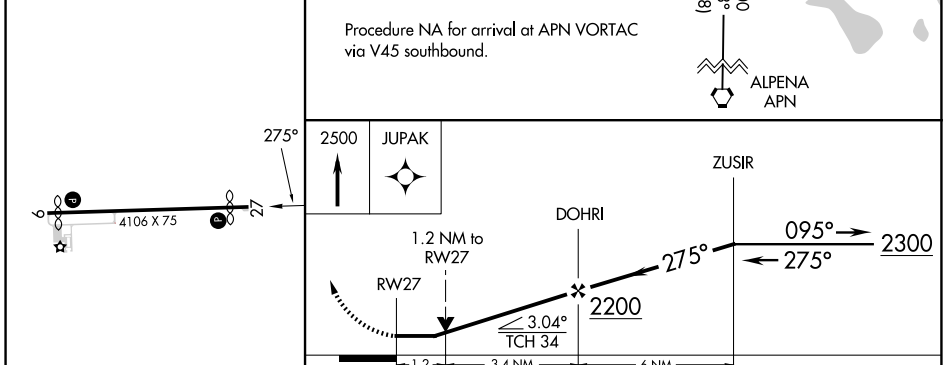 Procedure NA for arrival at APN VORTAC
via V45 southbound.
ALPENA
APN
275°
2500
JUPAK
ZUSIR
9
P
4106 X 75
P
27
DOHRI
095°
2300
275°
275°
1.2 NM to
RW27
RW27
2200
3.04°
TCH 34
1.2
3.4 NM
6 NM